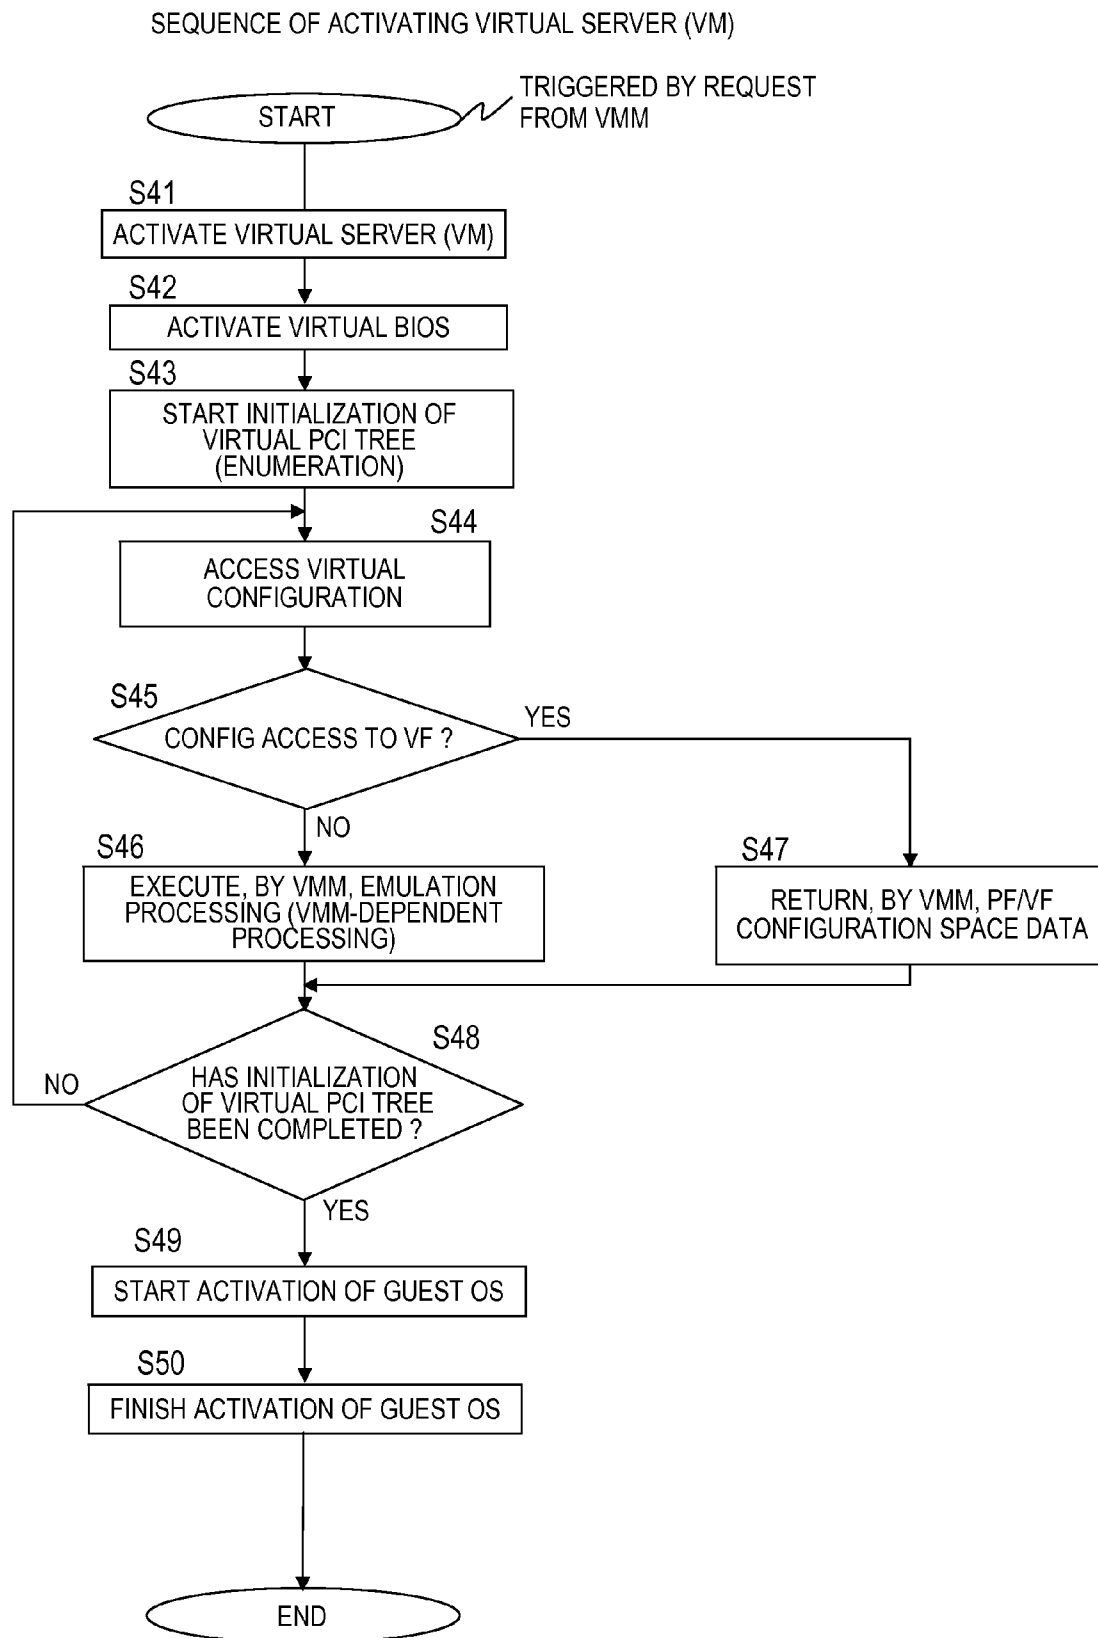 SEQUENCE OF ACTIVATING VIRTUAL SERVER (VM)
START
TRIGGERED BY REQUEST
FROM VMM
S41
ACTIVATE VIRTUAL SERVER (VM)
S42
ACTIVATE VIRTUAL BIOS
S43
START INITIALIZATION OF
VIRTUAL PCI TREE
(ENUMERATION)
S44
ACCESS VIRTUAL
CONFIGURATION
S45
CONFIG ACCESS TO VF ?
YES
NO
S46
EXECUTE, BY VMM, EMULATION
PROCESSING (VMM-DEPENDENT
PROCESSING)
S47
RETURN, BY VMM, PF/VF
CONFIGURATION SPACE DATA
S48
HAS INITIALIZATION
OF VIRTUAL PCI TREE
BEEN COMPLETED ?
NO
YES
S49
START ACTIVATION OF GUEST OS
S50
FINISH ACTIVATION OF GUEST OS
END